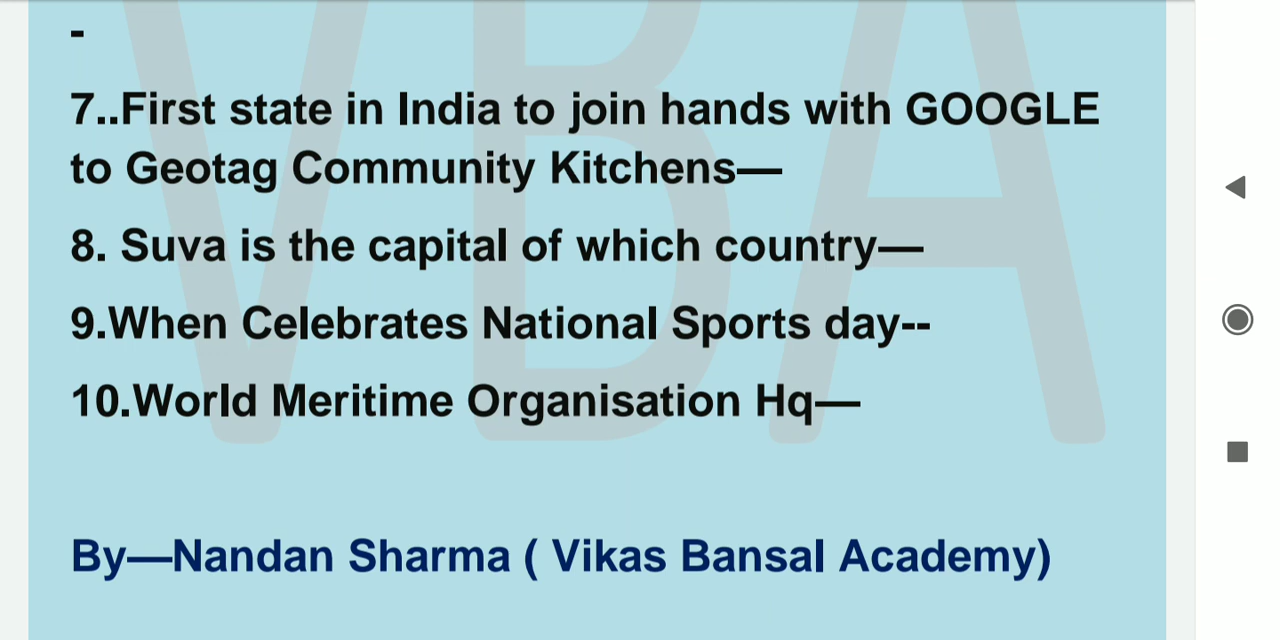 -
7..First state in India to join hands with GOOGLE
to Geotag Community Kitchens—
8. Suva is the capital of which country—
9.When Celebrates National Sports day--
10.World Meritime Organisation Hq—
By—Nandan Sharma ( Vikas Bansal Academy)
VBA